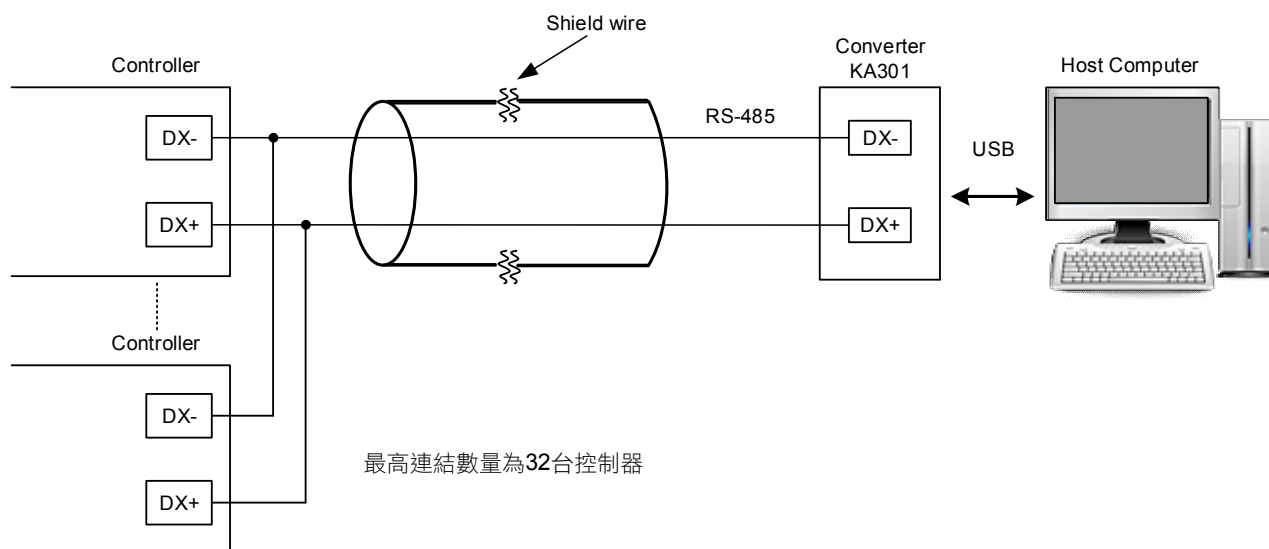 Shield wire
Controller
Converter
KA301
Host Computer
DX-
RS-485
DX-
USB
DX+
DX+
Controller
DX-
最高連結數量為32台控制器
DX+